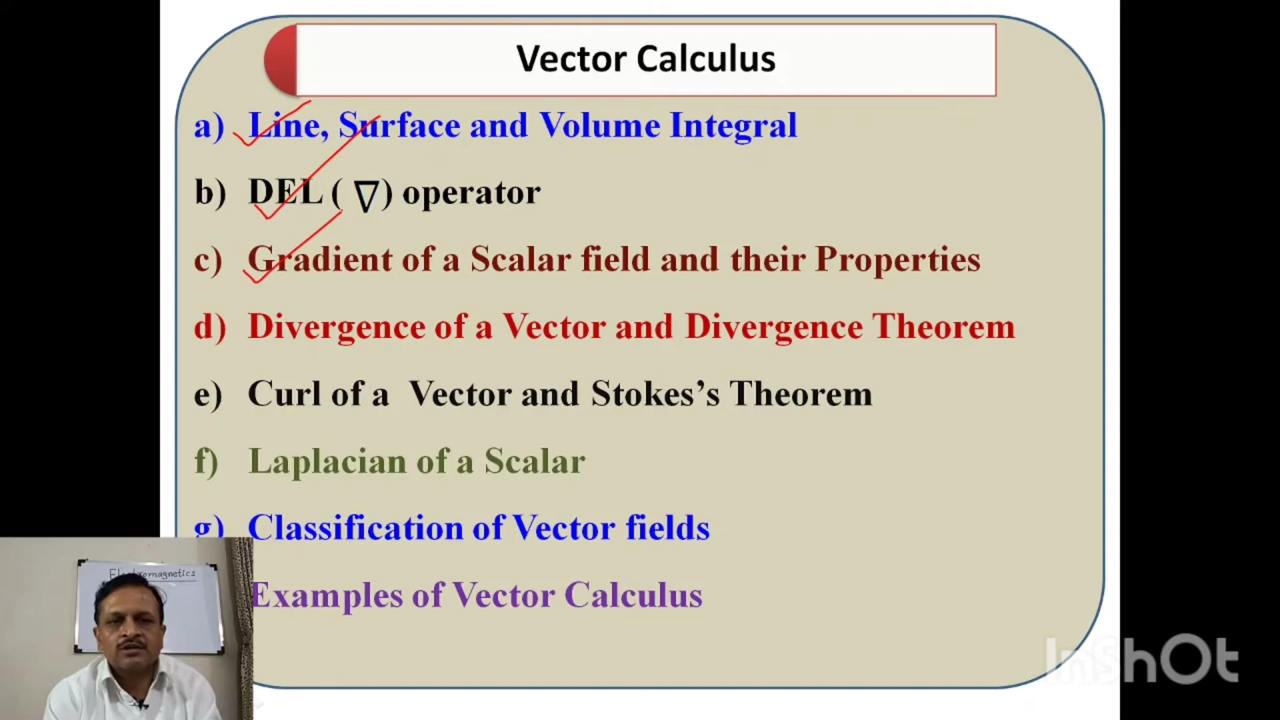 Vector Calculus
a) Line, Surface and Volume Integral
b) DEL ( ∇) operator
c) Gradient of a Scalar field and their Properties
d) Divergence of a Vector and Divergence Theorem
e) Curl of a Vector and Stokes's Theorem
f) Laplacian of a Scalar
g) Classification of Vector fields
Examples of Vector Calculus
Electromagnetics
InShOt